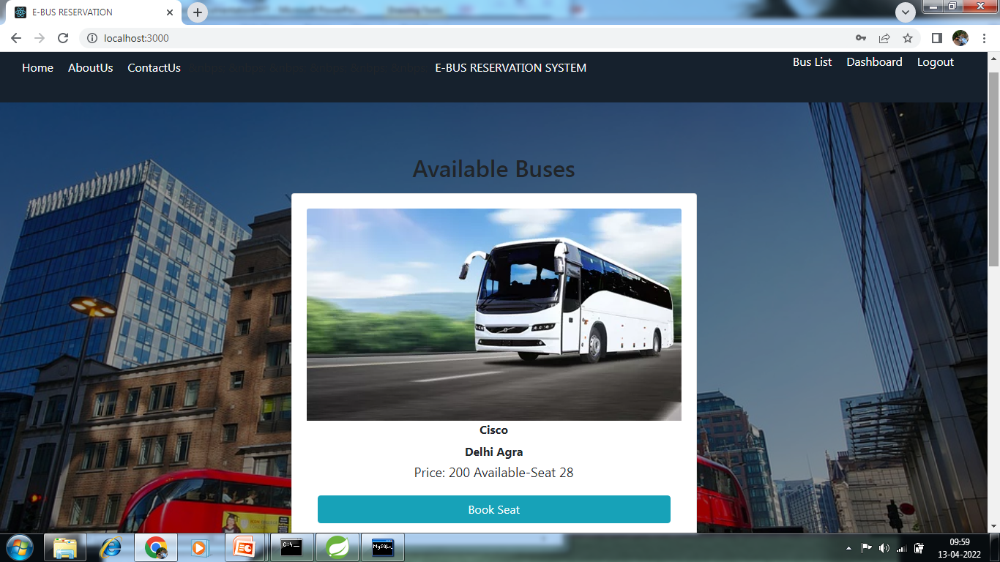 E-BUS RESERVATION
localhost:3000
Home AboutUs ContactUs E-BUS RESERVATION SYSTEM Bus List Dashboard Logout
Available Buses
Cisco
Delhi Agra
Price: 200 Available-Seat 28
Book Seat
C:\_
MySQL
09:59
13-04-2022